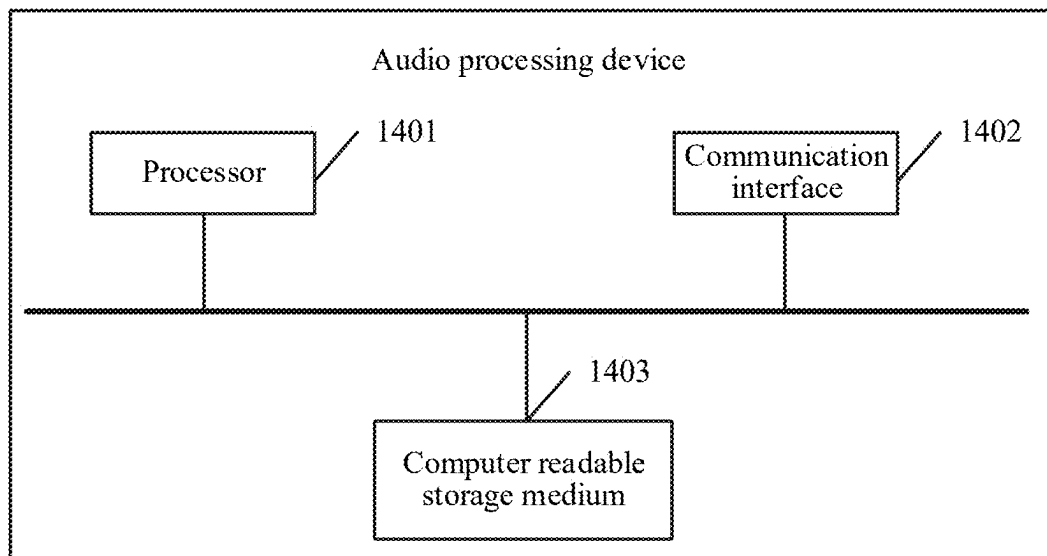 Audio processing device
1401
1402
Processor
Communication
interface
1403
Computer readable
storage medium